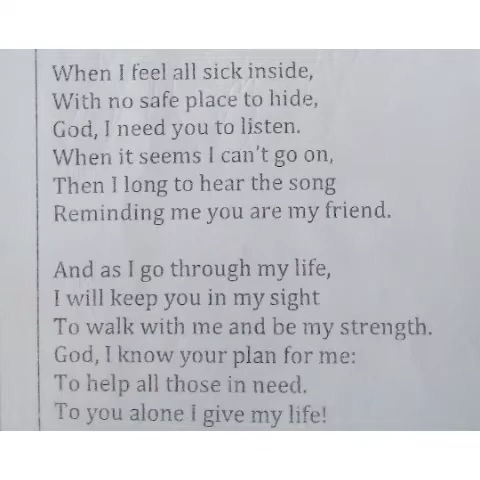 When I feel all sick inside,
With no safe place to hide,
God, I need you to listen.
When it seems I can't go on,
Then I long to hear the song
Reminding me you are my friend.
And as I go through my life,
I will keep you in my sight
To walk with me and be my strength.
God, I know your plan for me:
To help all those in need.
To you alone I give my life!